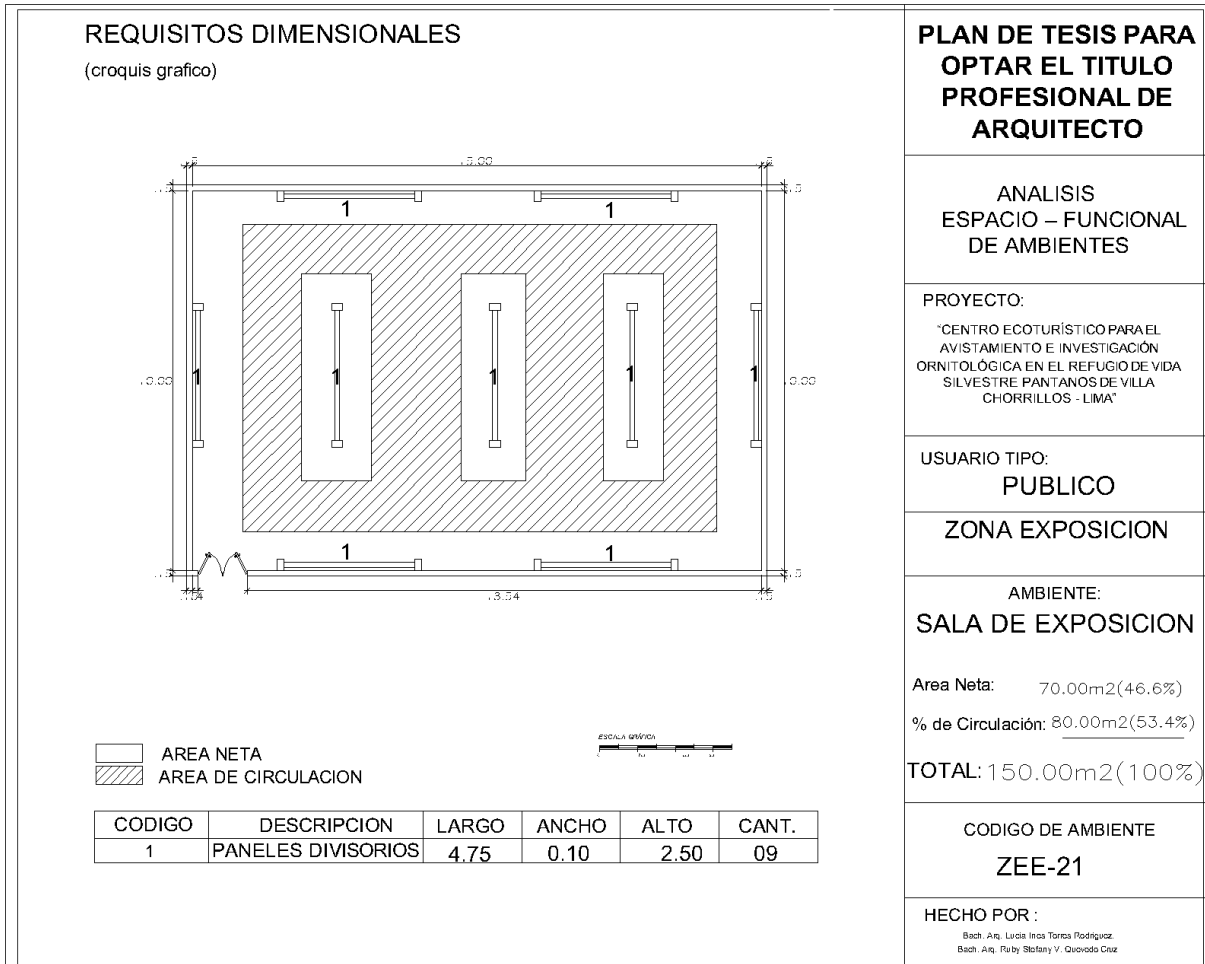 REQUISITOS DIMENSIONALES
(croquis grafico)
1
1
1
1
1
1
1
1
1
AREA NETA
AREA DE CIRCULACION
ESCALA GRÁFICA
CODIGO DESCRIPCION LARGO ANCHO ALTO CANT.
1 PANELES DIVISORIOS 4.75 0.10 2.50 09
PLAN DE TESIS PARA
OPTAR EL TITULO
PROFESIONAL DE
ARQUITECTO
ANALISIS
ESPACIO – FUNCIONAL
DE AMBIENTES
PROYECTO:
“CENTRO ECOTURÍSTICO PARA EL
AVISTAMIENTO E INVESTIGACIÓN
ORNITOLÓGICA EN EL REFUGIO DE VIDA
SILVESTRE PANTANOS DE VILLA
CHORRILLOS - LIMA”
USUARIO TIPO:
PUBLICO
ZONA EXPOSICION
AMBIENTE:
SALA DE EXPOSICION
Area Neta: 70.00m2(46.6%)
% de Circulación: 80.00m2(53.4%)
TOTAL: 150.00m2(100%)
CODIGO DE AMBIENTE
ZEE-21
HECHO POR :
Bach. Arq. Lucia Ines Torres Rodriguez.
Bach. Arq. Ruby Stefany V. Quevedo Cruz